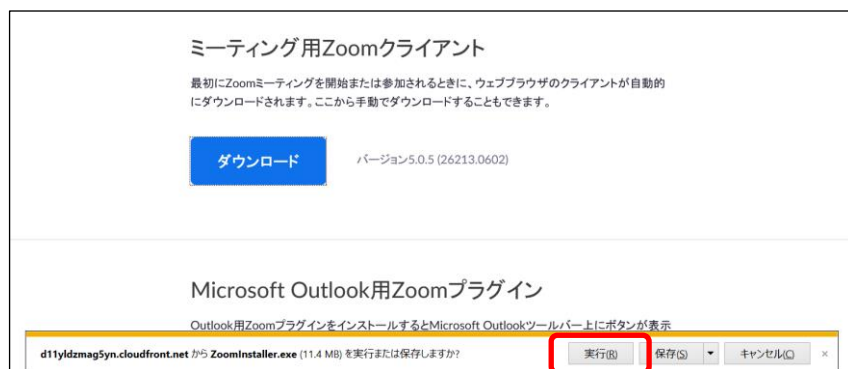 ミーティング用Zoomクライアント
最初にZoomミーティングを開始または参加されるときに、ウェブブラウザのクライアントが自動的
にダウンロードされます。ここから手動でダウンロードすることもできます。
ダウンロード
バージョン5.0.5 (26213.0602)
Microsoft Outlook用Zoomプラグイン
Outlook用ZoomプラグインをインストールするとMicrosoft Outlookツールバー上にボタンが表示
d11yldzmag5yn.cloudfront.net から ZoomInstaller.exe (11.4 MB) を実行または保存しますか?
実行(R)
保存(S)
キャンセル(C)